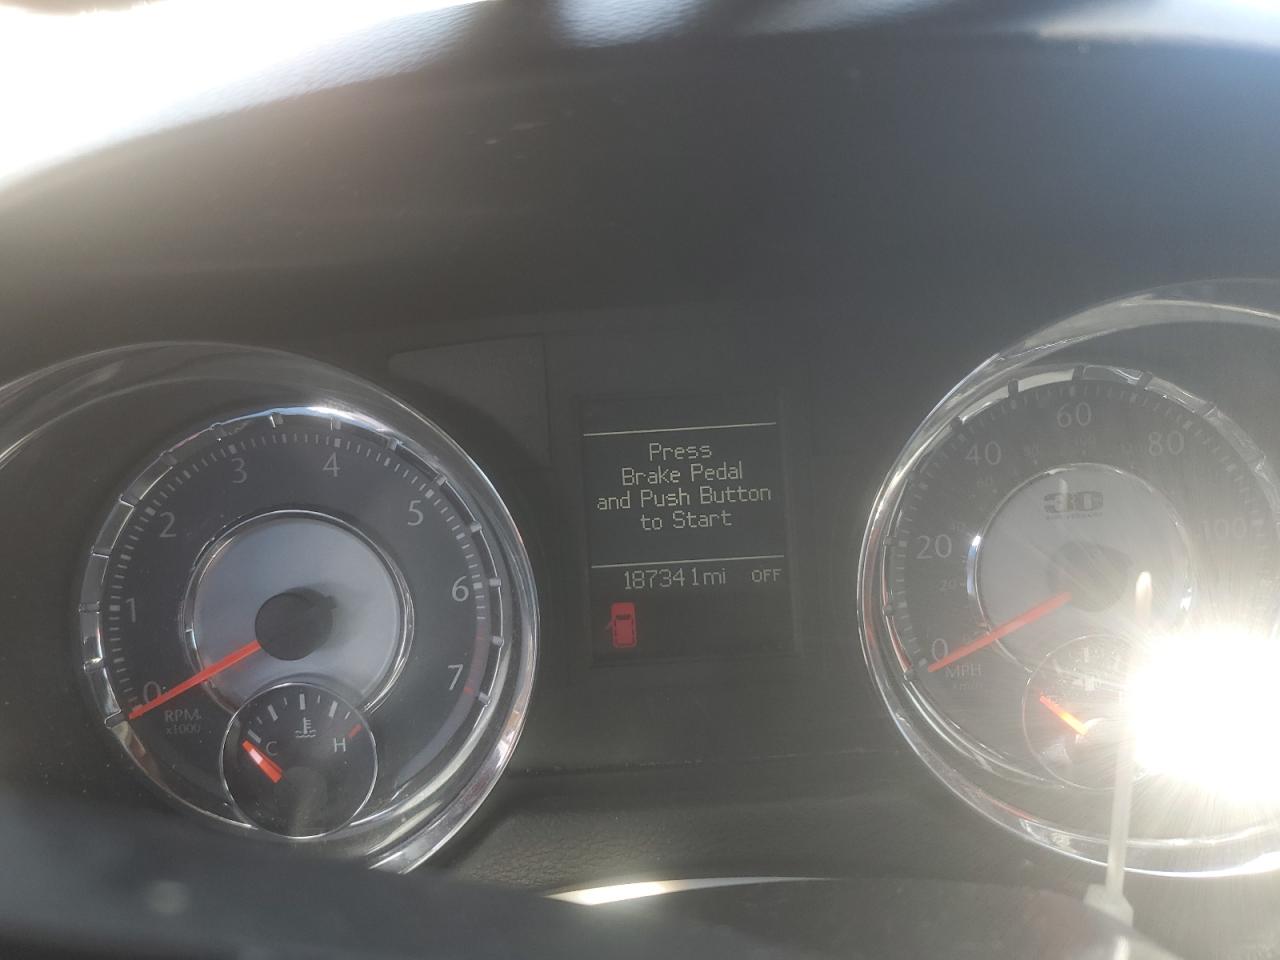 Press
Brake Pedal
and Push Button
to Start
187341mi OFF
0 1 2 3 4 5 6 7
RPM
x1000
C H
0 20 40 60 80 100
MPH
30